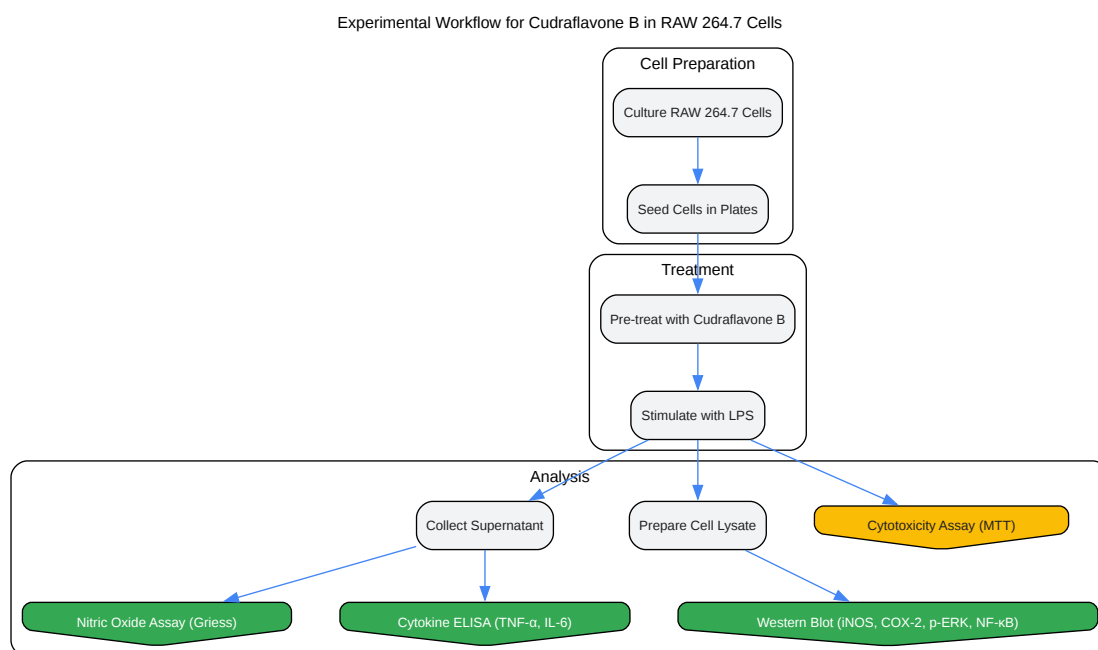 Experimental Workflow for Cudraflavone B in RAW 264.7 Cells
Cell Preparation
Culture RAW 264.7 Cells
Seed Cells in Plates
Treatment
Pre-treat with Cudraflavone B
Stimulate with LPS
Analysis
Collect Supernatant
Prepare Cell Lysate
Cytotoxicity Assay (MTT)
Nitric Oxide Assay (Griess)
Cytokine ELISA (TNF-α, IL-6)
Western Blot (iNOS, COX-2, p-ERK, NF-κB)